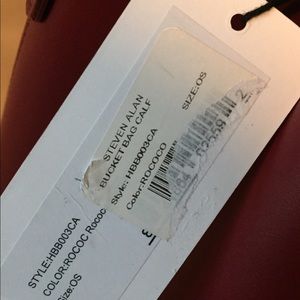 STEVEN ALAN
BUCKET BAG CALF
Style: HBB003CA
Color:ROCOCO
SIZE:OS
STYLE:HBB003CA
COLOR:ROCOC Rococ
Size:OS